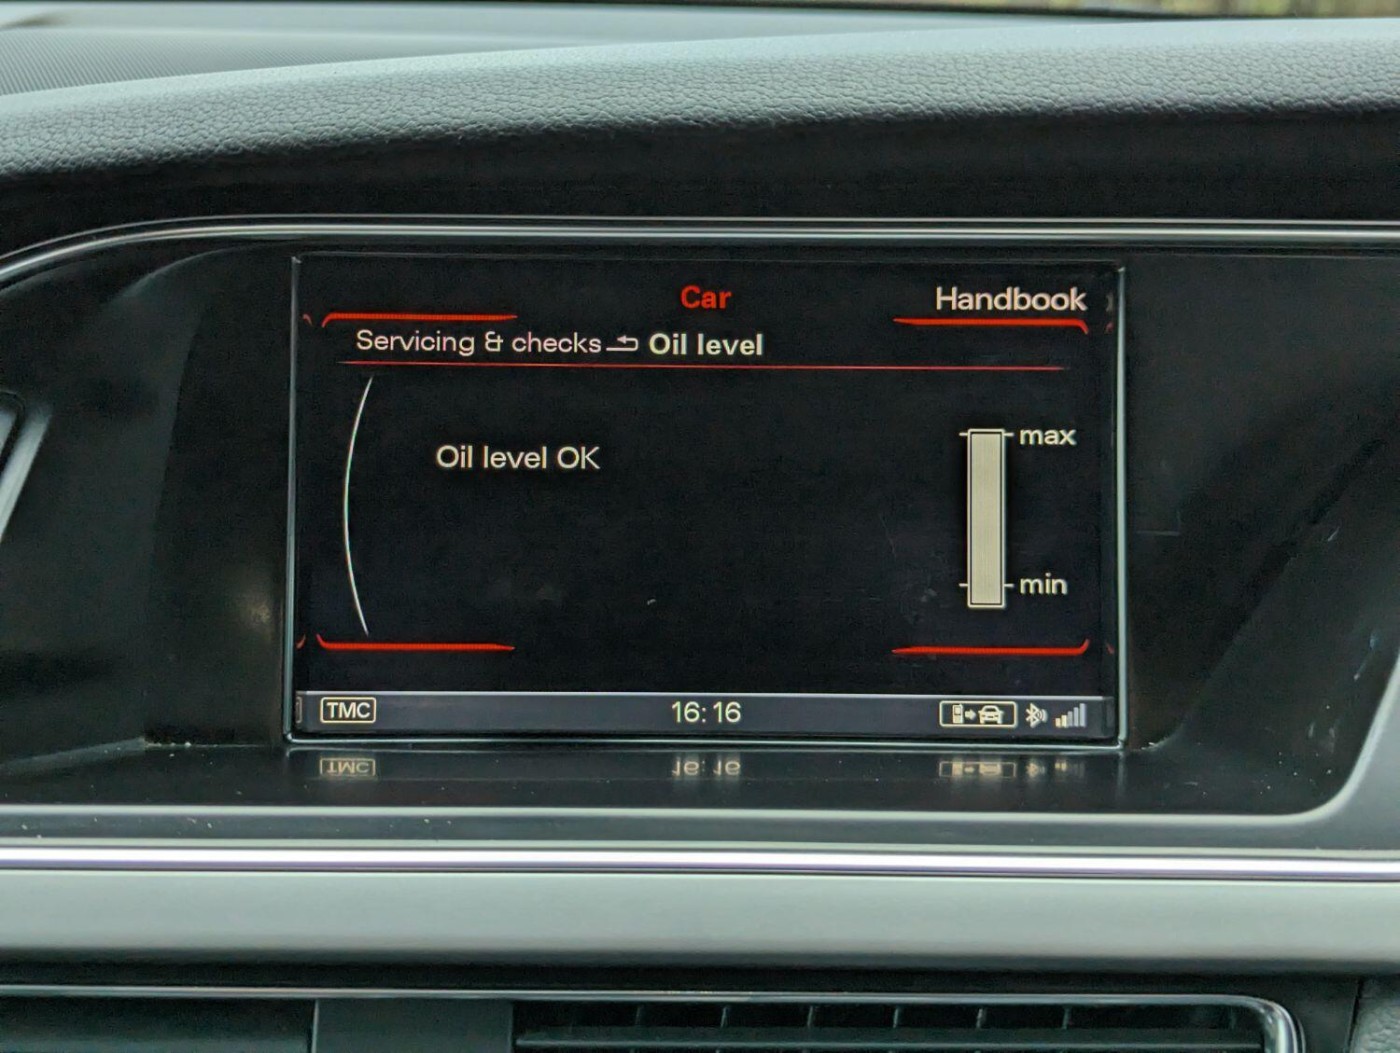 Car
Handbook
Servicing & checks Oil level
Oil level OK
max
min
TMC
16:16